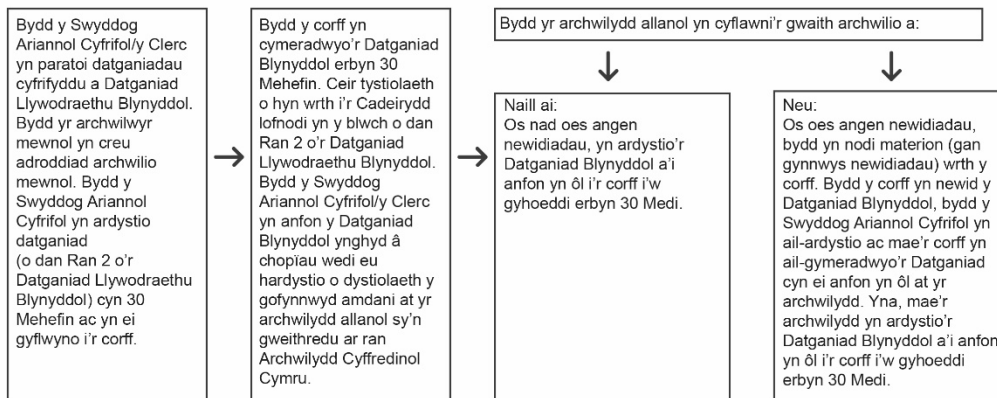 Bydd y Swyddog
Ariannol Cyfrifol/y Clerc
yn paratoi datganiadau
cyfrifyddu a Datganiad
Llywodraethu Blynyddol.
Bydd yr archwilwyr
mewnol yn creu
adroddiad archwilio
mewnol. Bydd y
Swyddog Ariannol
Cyfrifol yn ardystio
datganiad
(o dan Ran 2 o'r
Datganiad Llywodraethu
Blynyddol) cyn 30
Mehefin ac yn ei
gyflwyno i'r corff.
Bydd y corff yn
cymeradwyo'r Datganiad
Blynyddol erbyn 30
Mehefin. Ceir tystiolaeth
o hyn wrth i'r Cadeirydd
lofnodi yn y blwch o dan
Ran 2 o'r Datganiad
Llywodraethu Blynyddol.
Bydd y Swyddog
Ariannol Cyfrifol/y Clerc
yn anfon y Datganiad
Blynyddol ynghyd â
chopïau wedi eu
hardystio o dystiolaeth y
gofynnwyd amdani at yr
archwilydd allanol sy'n
gweithredu ar ran
Archwilydd Cyffredinol
Cymru.
Bydd yr archwilydd allanol yn cyflawni'r gwaith archwilio a:
Naill ai:
Os nad oes angen
newidiadau, yn ardystio'r
Datganiad Blynyddol a'i
anfon yn ôl i'r corff i'w
gyhoeddi erbyn 30 Medi.
Neu:
Os oes angen newidiadau,
bydd yn nodi materion (gan
gynnwys newidiadau) wrth y
corff. Bydd y corff yn newid y
Datganiad Blynyddol, bydd y
Swyddog Ariannol Cyfrifol yn
ail-ardystio ac mae'r corff yn
ail-gymeradwyo'r Datganiad
cyn ei anfon yn ôl at yr
archwilydd. Yna, mae'r
archwilydd yn ardystio'r
Datganiad Blynyddol a'i anfon
yn ôl i'r corff i'w gyhoeddi
erbyn 30 Medi.